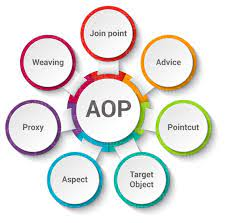 Join point
Weaving
Advice
AOP
Proxy
Pointcut
Aspect
Target
Object